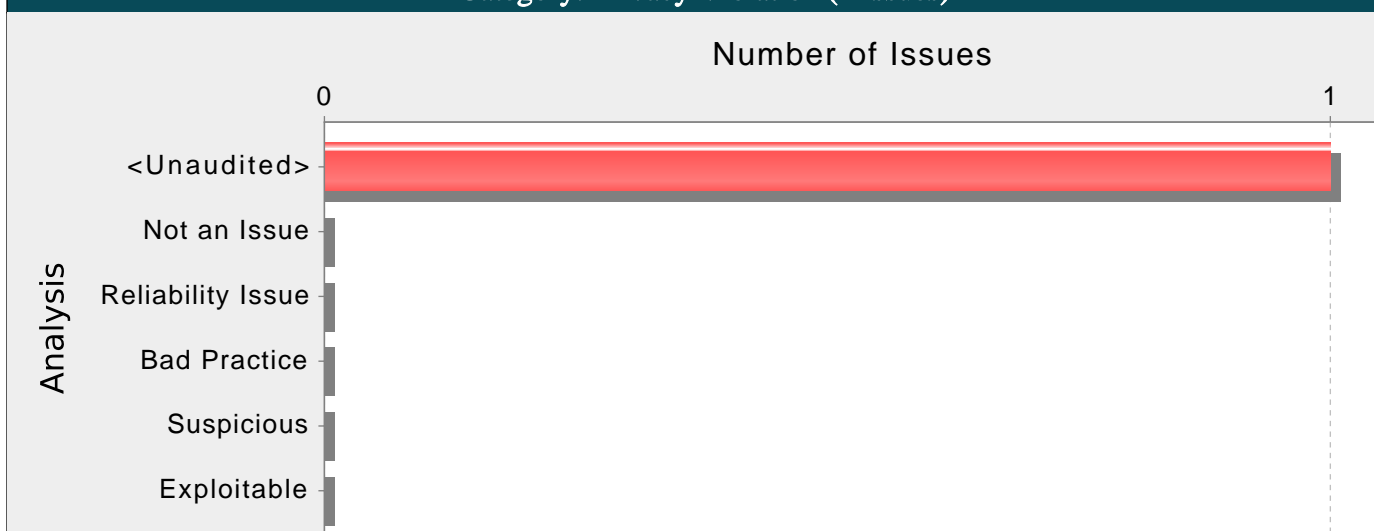 Number of Issues
0 1
<Unaudited>
Not an Issue
Reliability Issue
Bad Practice
Suspicious
Exploitable
Analysis